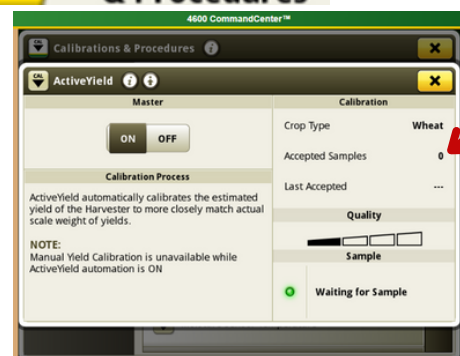 & Procedures
4600 CommandCenter™
CAL
Calibrations & Procedures
CAL
ActiveYield
Master
ON OFF
Calibration Process
ActiveYield automatically calibrates the estimated
yield of the Harvester to more closely match actual
scale weight of yields.
NOTE:
Manual Yield Calibration is unavailable while
ActiveYield automation is ON
Calibration
Crop Type Wheat
Accepted Samples 0
Last Accepted ---
Quality
Sample
Waiting for Sample